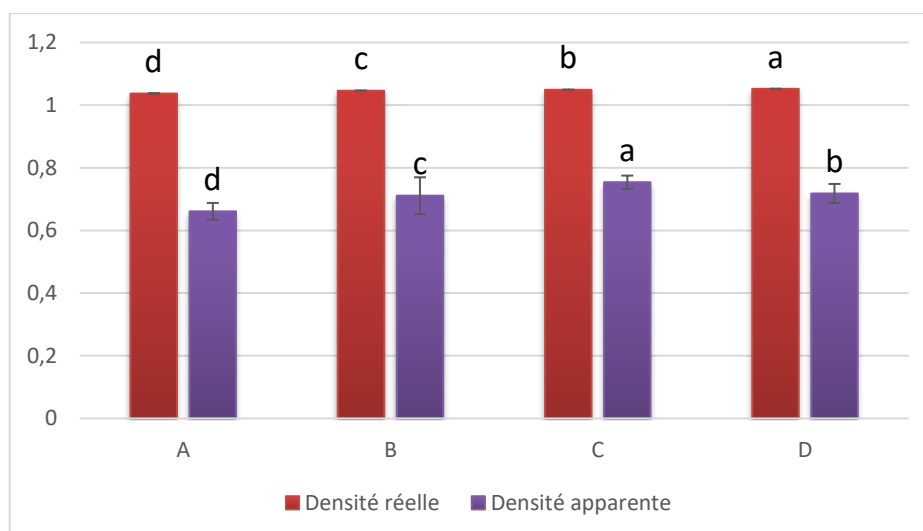 1,2
1
0,8
0,6
0,4
0,2
0
d c b a
d c a b
A B C D
Densité réelle Densité apparente